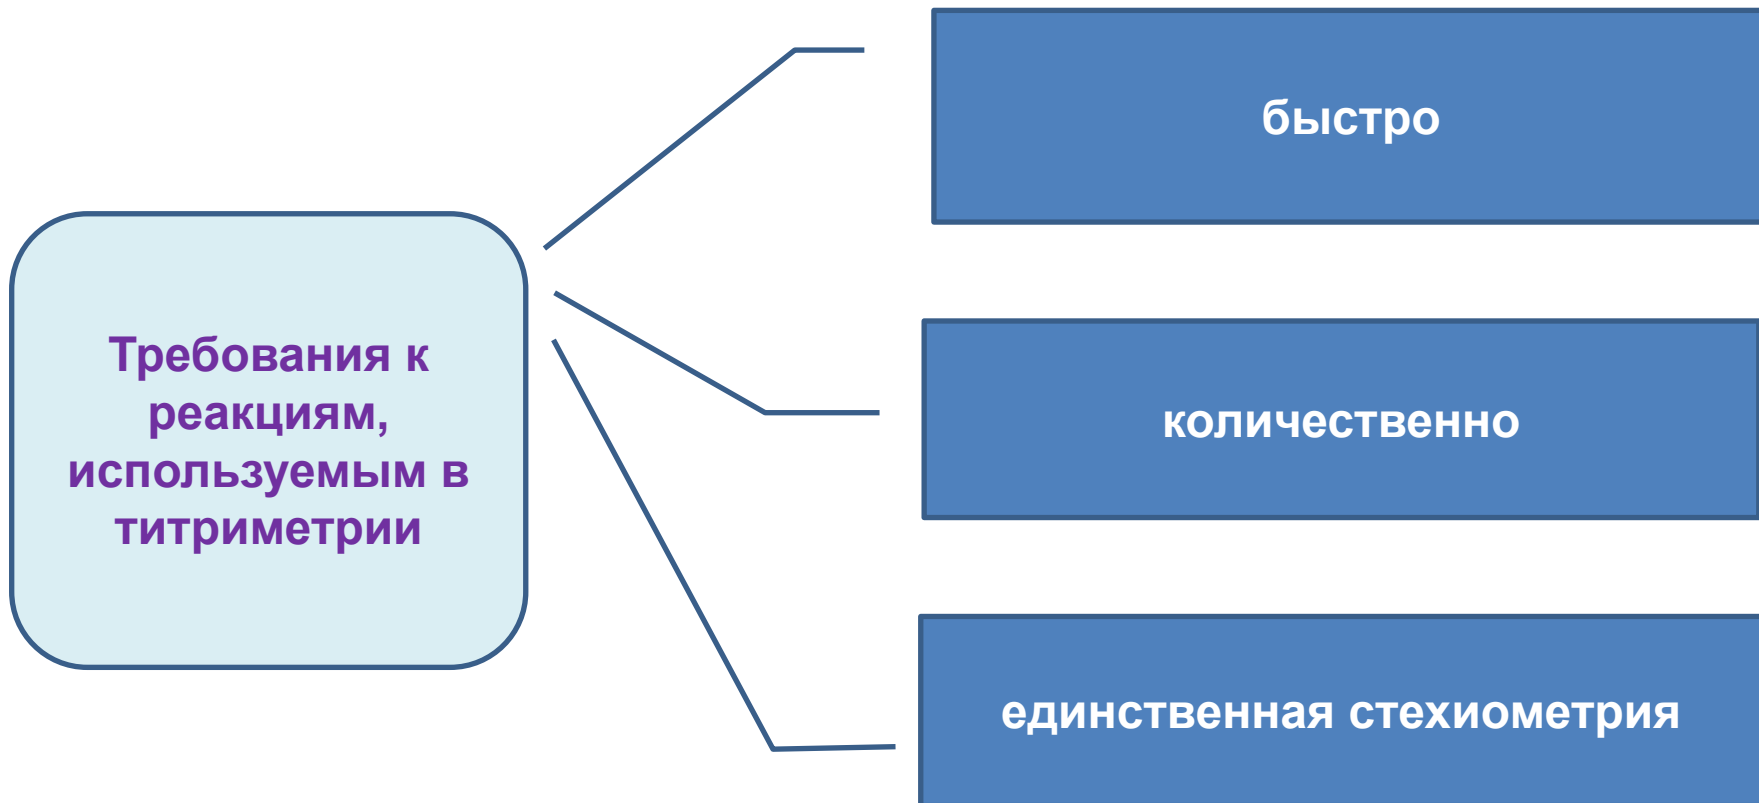 Требования к
реакциям,
используемым в
титриметрии
быстро
количественно
единственная стехиометрия